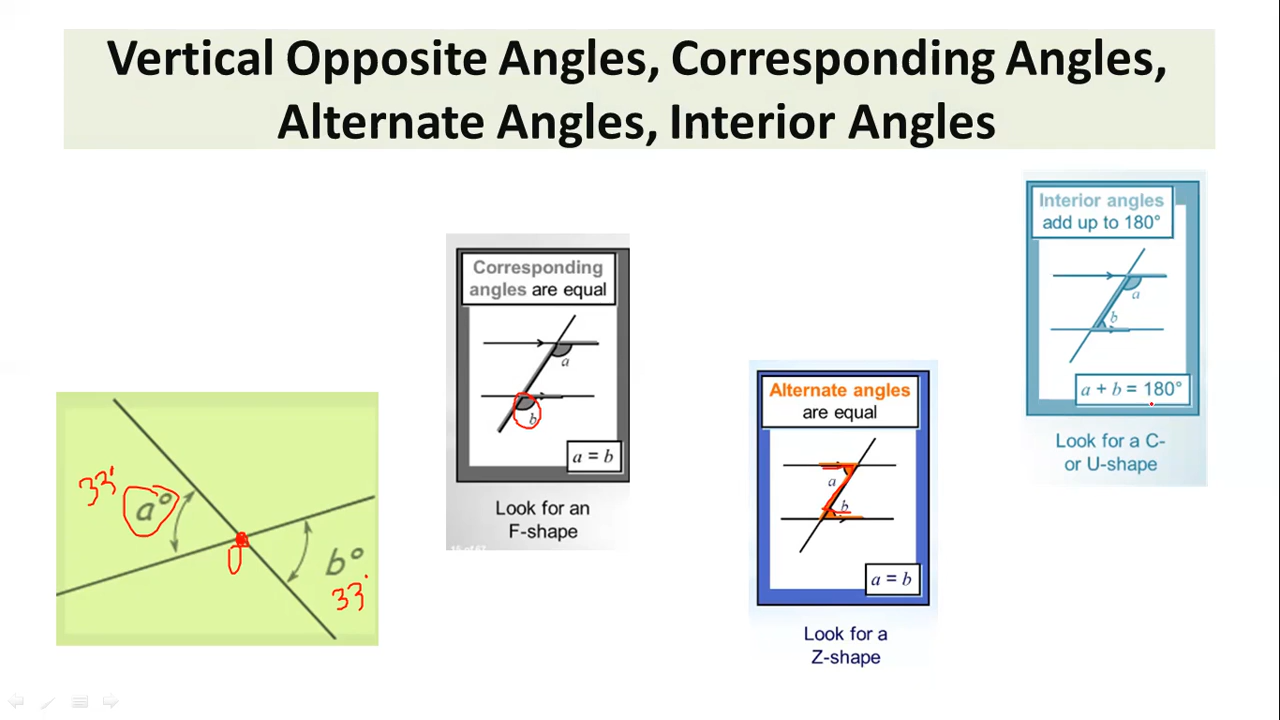 Vertical Opposite Angles, Corresponding Angles,
Alternate Angles, Interior Angles
33°
a°
O
b°
33°
Corresponding
angles are equal
a
b
a = b
Look for an
F-shape
Alternate angles
are equal
a
b
a = b
Look for a
Z-shape
Interior angles
add up to 180°
a
b
a + b = 180°
Look for a C-
or U-shape